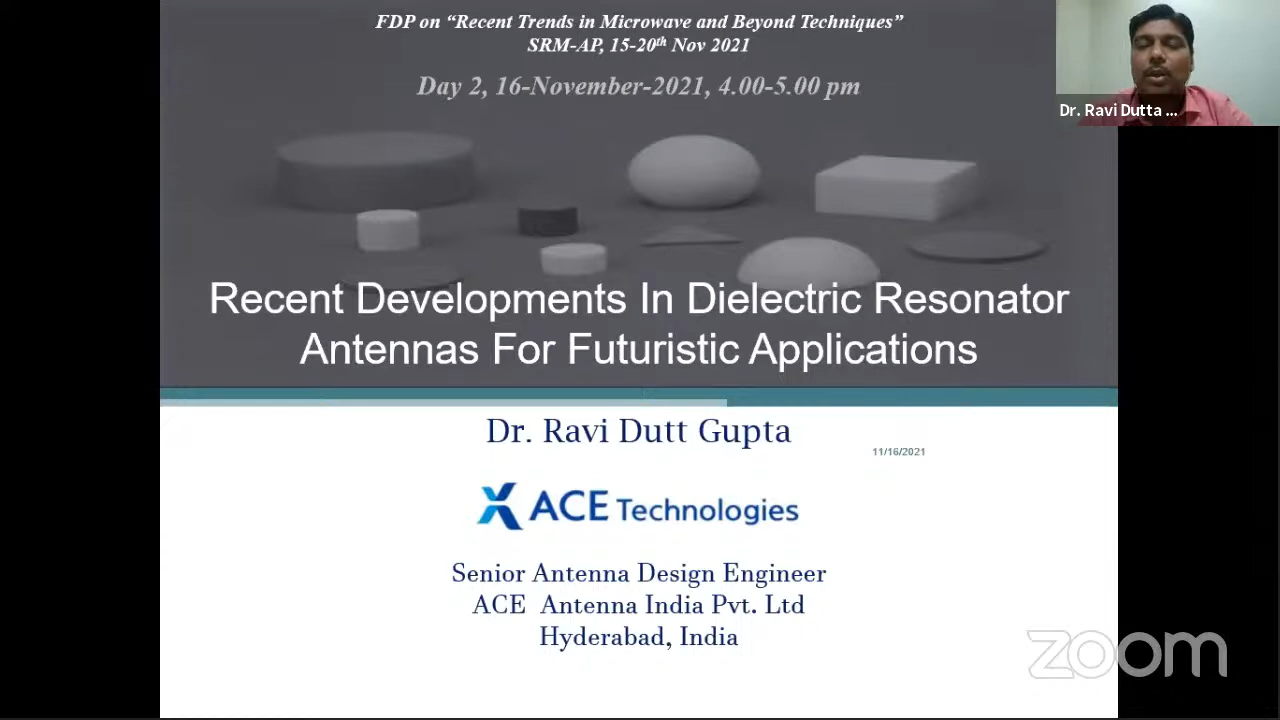 FDP on “Recent Trends in Microwave and Beyond Techniques”
SRM-AP, 15-20th Nov 2021
Day 2, 16-November-2021, 4.00-5.00 pm
Dr. Ravi Dutta ...
Recent Developments In Dielectric Resonator
Antennas For Futuristic Applications
Dr. Ravi Dutt Gupta
11/16/2021
ACE Technologies
Senior Antenna Design Engineer
ACE Antenna India Pvt. Ltd
Hyderabad, India
zoom